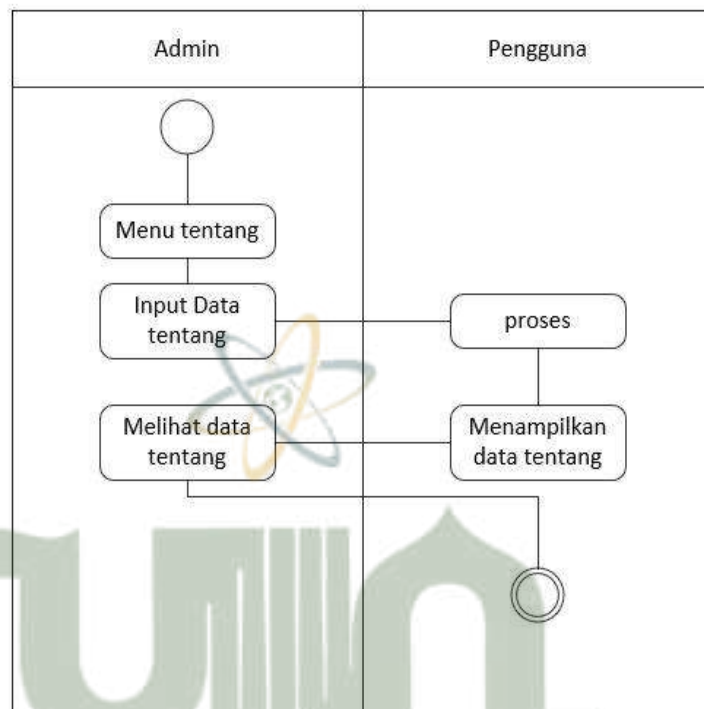 Admin
Pengguna
Menu tentang
Input Data
tentang
proses
Melihat data
tentang
Menampilkan
data tentang